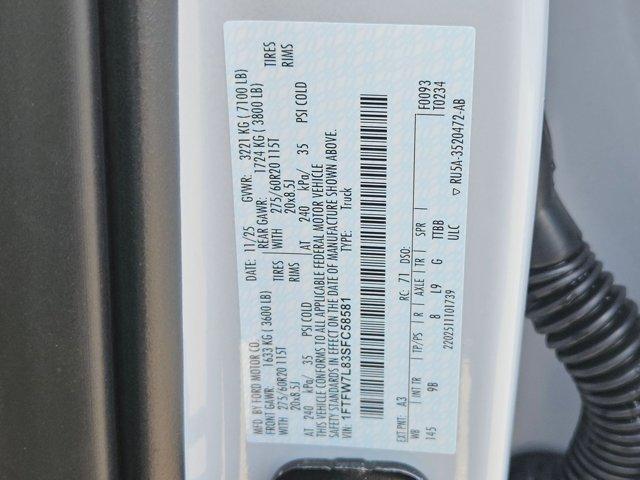 MFD. BY FORD MOTOR CO.
DATE: 11/25 GVWR: 3221 KG ( 7100 LB)
FRONT GAWR: 1633 KG ( 3600 LB) REAR GAWR: 1724 KG ( 3800 LB)
WITH 275/60R20 115T TIRES WITH 275/60R20 115T TIRES
20x8.5J RIMS 20x8.5J RIMS
AT 240 kPa/ 35 PSI COLD AT 240 kPa/ 35 PSI COLD
THIS VEHICLE CONFORMS TO ALL APPLICABLE FEDERAL MOTOR VEHICLE
SAFETY STANDARDS IN EFFECT ON THE DATE OF MANUFACTURE SHOWN ABOVE.
VIN: 1FTFW7L83SFC58581 TYPE: Truck
F0093
T0234
EXT PNT: A3 RC: 71 DSO:
WB INT TR TP/PS R AXLE TR SPR
145 9B 8 L9 G TTBB
ULC
2202511101739
▽ RU5A-3520472-AB